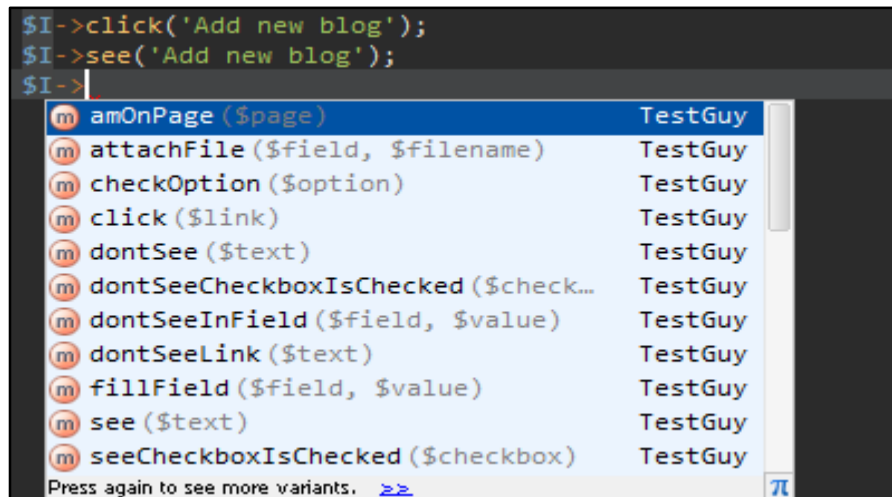 $I->click('Add new blog');
$I->see('Add new blog');
$I->
m amOnPage($page) TestGuy
m attachFile($field, $filename) TestGuy
m checkOption($option) TestGuy
m click($link) TestGuy
m dontSee($text) TestGuy
m dontSeeCheckboxIsChecked($check… TestGuy
m dontSeeInField($field, $value) TestGuy
m dontSeeLink($text) TestGuy
m fillField($field, $value) TestGuy
m see($text) TestGuy
m seeCheckboxIsChecked($checkbox) TestGuy
Press again to see more variants. >> π